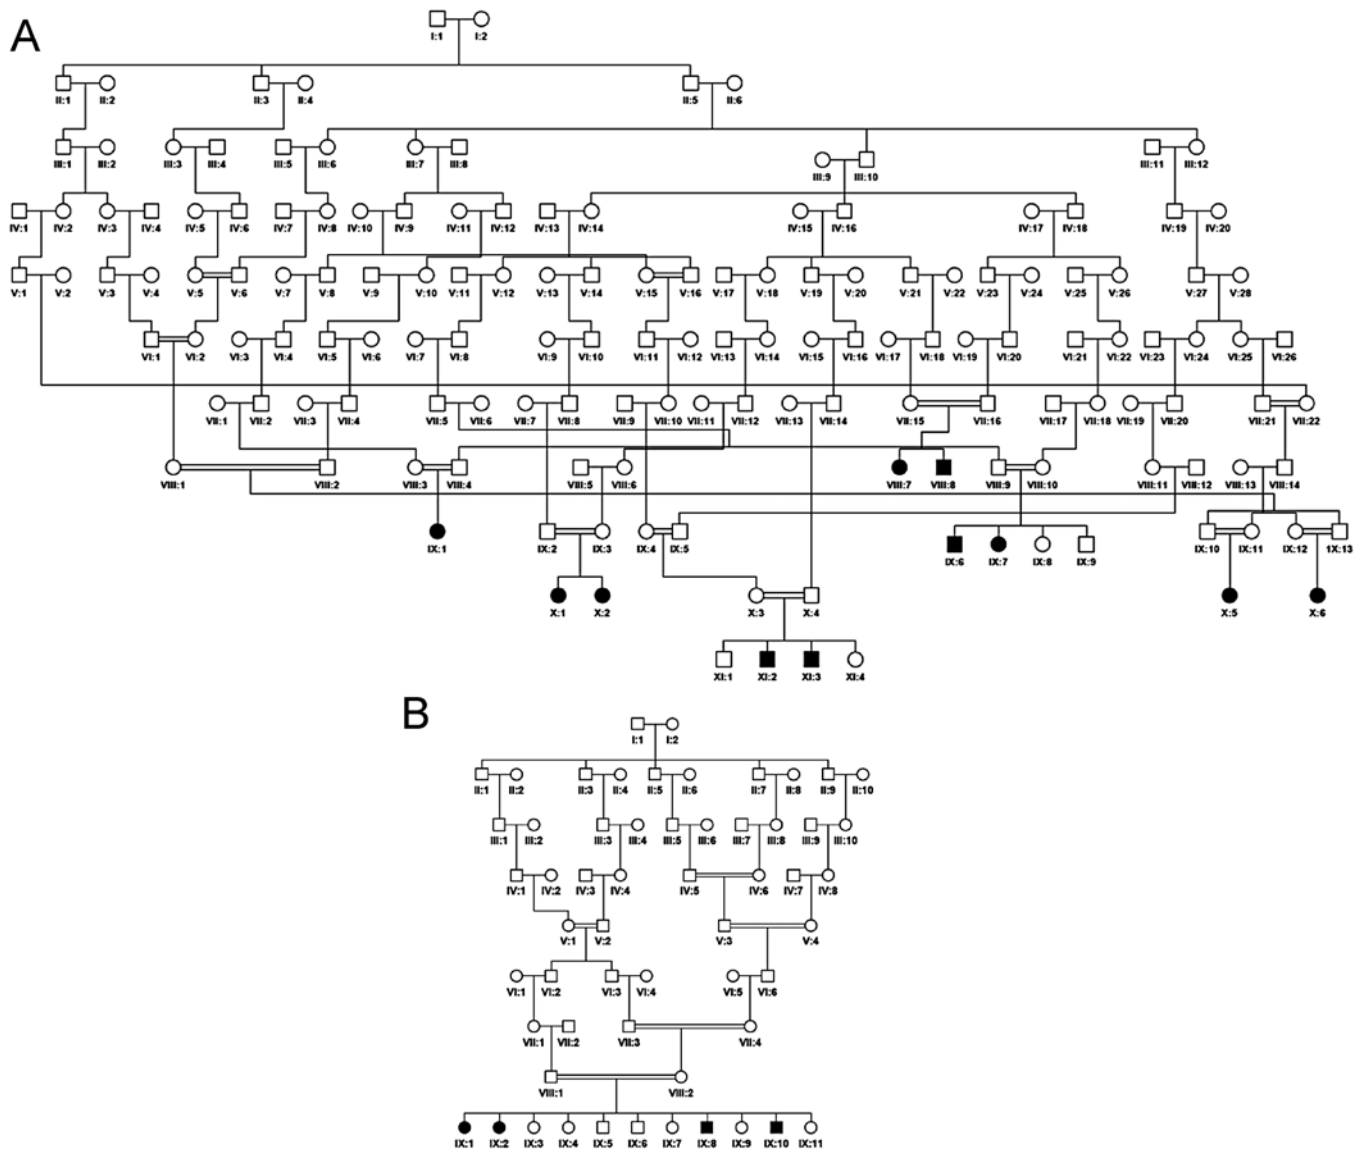 A
I:1 I:2
II:1 II:2 II:3 II:4 II:5 II:6
III:1 III:2 III:3 III:4 III:5 III:6 III:7 III:8 III:9 III:10 III:11 III:12
IV:1 IV:2 IV:3 IV:4 IV:5 IV:6 IV:7 IV:8 IV:10 IV:9 IV:11 IV:12 IV:13 IV:14 IV:15 IV:16 IV:17 IV:18 IV:19 IV:20
V:1 V:2 V:3 V:4 V:5 V:6 V:7 V:8 V:9 V:10 V:11 V:12 V:13 V:14 V:15 V:16 V:17 V:18 V:19 V:20 V:21 V:22 V:23 V:24 V:25 V:26 V:27 V:28
VI:1 VI:2 VI:3 VI:4 VI:5 VI:6 VI:7 VI:8 VI:9 VI:10 VI:11 VI:12 VI:13 VI:14 VI:15 VI:16 VI:17 VI:18 VI:19 VI:20 VI:21 VI:22 VI:23 VI:24 VI:25 VI:26
VII:1 VII:2 VII:3 VII:4 VII:5 VII:6 VII:7 VII:8 VII:9 VII:10 VII:11 VII:12 VII:13 VII:14 VII:15 VII:16 VII:17 VII:18 VII:19 VII:20 VII:21 VII:22
VIII:1 VIII:2 VIII:3 VIII:4 VIII:5 VIII:6 VIII:7 VIII:8 VIII:9 VIII:10 VIII:11 VIII:12 VIII:13 VIII:14
IX:1 IX:2 IX:3 IX:4 IX:5 IX:6 IX:7 IX:8 IX:9 IX:10 IX:11 IX:12 1X:13
X:1 X:2 X:3 X:4 X:5 X:6
XI:1 XI:2 XI:3 XI:4
B
I:1 I:2
II:1 II:2 II:3 II:4 II:5 II:6 II:7 II:8 II:9 II:10
III:1 III:2 III:3 III:4 III:5 III:6 III:7 III:8 III:9 III:10
IV:1 IV:2 IV:3 IV:4 IV:5 IV:6 IV:7 IV:8
V:1 V:2 V:3 V:4
VI:1 VI:2 VI:3 VI:4 VI:5 VI:6
VII:1 VII:2 VII:3 VII:4
VIII:1 VIII:2
IX:1 IX:2 IX:3 IX:4 IX:5 IX:6 IX:7 IX:8 IX:9 IX:10 IX:11